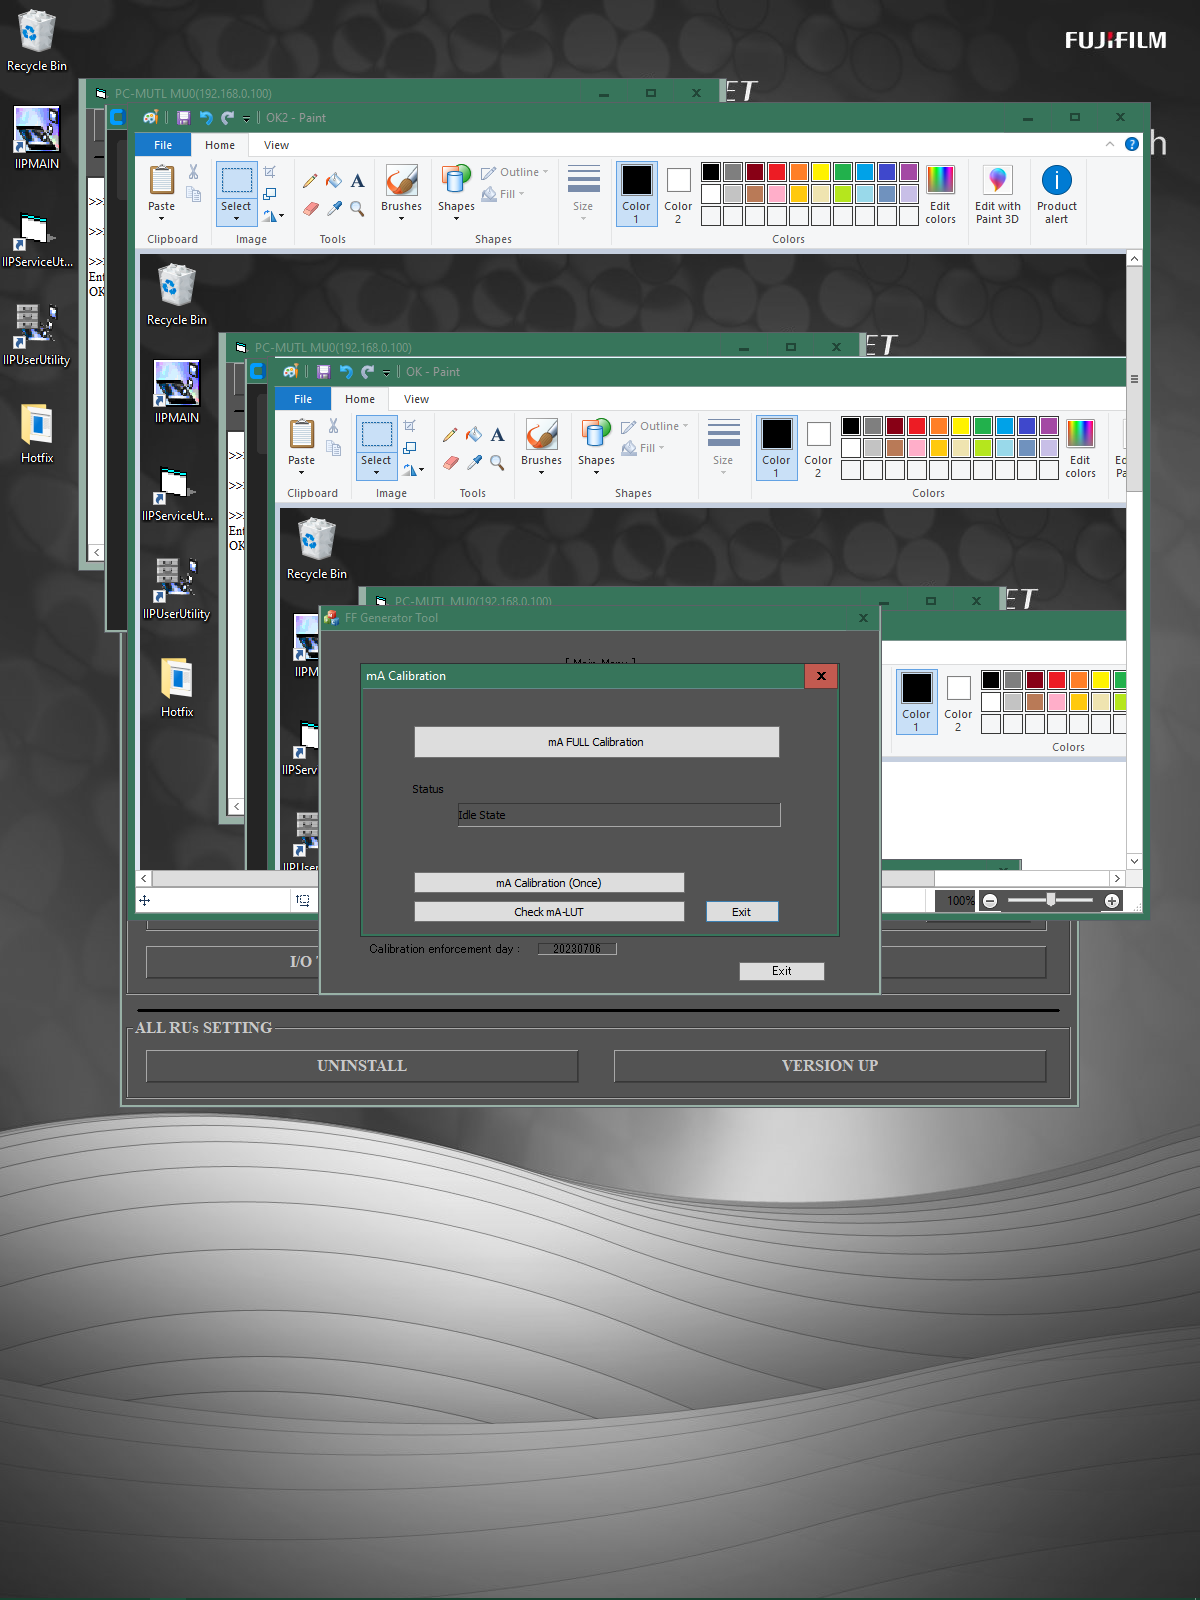 Recycle Bin
FUJIFILM
PC-MUTL MU0(192.168.0.100)
ET
OK2 - Paint
IIPMAIN
File
Home
View
h
Paste
Select
Brushes
Shapes
Outline
Fill
Size
Color
1
Color
2
Edit
colors
Edit with
Paint 3D
Product
alert
Clipboard
Image
Tools
Shapes
Colors
>>
>>
>>
Ent
OK
IIPServiceUt...
IIPUserUtility
Hotfix
Recycle Bin
PC-MUTL MU0(192.168.0.100)
ET
OK - Paint
IIPMAIN
File
Home
View
Paste
Select
Brushes
Shapes
Outline
Fill
Size
Color
1
Color
2
Edit
colors
Clipboard
Image
Tools
Shapes
Colors
>>
>>
>>
Ent
OK
IIPServiceUt...
IIPUserUtility
Hotfix
Recycle Bin
PC-MUTL MU0(192.168.0.100)
ET
FF Generator Tool
[ Main Menu ]
IIPM
mA Calibration
Color
1
Color
2
Colors
mA FULL Calibration
Status
Idle State
IIPServ
IIPUser
mA Calibration (Once)
Check mA-LUT
Exit
100%
Calibration enforcement day :
20230706
Exit
I/O
ALL RUs SETTING
UNINSTALL
VERSION UP